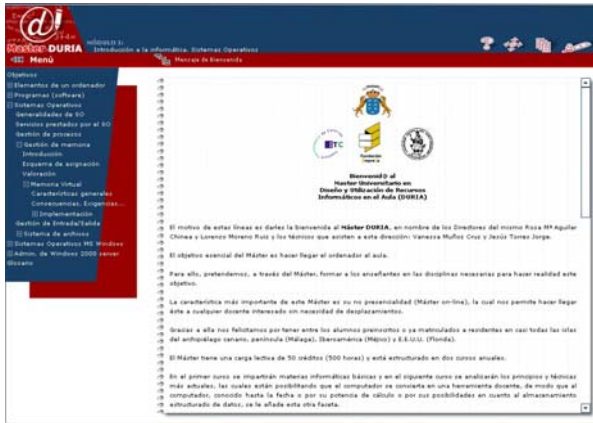 Master DURIA
MÓDULO 1:
Introducción a la informática. Sistemas Operativos
Menú
Mensaje de Bienvenida
Objetivos
Elementos de un ordenador
Programas (software)
Sistemas Operativos
Generalidades de SO
Servicios prestados por el SO
Gestión de procesos
Gestión de memoria
Introducción
Esquema de asignación
Valoración
Memoria Virtual
Características generales
Consecuencias. Exigencias...
Implementación
Gestión de Entrada/Salida
Sistema de archivos
Sistemas Operativos MS Windows
Admin. de Windows 2000 server
Glosario
ETC
Fundación
Empresa
Bienvenid@ al
Master Universitario en
Diseño y Utilización de Recursos
Informáticos en el Aula (DURIA)
El motivo de estas líneas es darles la bienvenida al Máster DURIA, en nombre de los Directores del mismo Rosa Mª Aguilar
Chinea y Lorenzo Moreno Ruiz y los técnicos que asisten a esta dirección: Vanessa Muñoz Cruz y Jesús Torres Jorge.
El objetivo esencial del Máster es hacer llegar el ordenador al aula.
Para ello, pretendemos, a través del Máster, formar a los enseñantes en las disciplinas necesarias para hacer realidad este
objetivo.
La característica más importante de este Máster es su no presencialidad (Máster on-line), la cual nos permite hacer llegar
éste a cualquier docente interesado sin necesidad de desplazamientos.
Gracias a ella nos felicitamos por tener entre los alumnos preinscritos o ya matriculados a residentes en casi todas las islas
del archipiélago canario, península (Málaga), Iberoamérica (Méjico) y E.E.U.U. (Florida).
El Máster tiene una carga lectiva de 50 créditos (500 horas) y está estructurado en dos cursos anuales.
En el primer curso se impartirán materias informáticas básicas y en el siguiente curso se analizarán los principios y técnicas
más actuales, las cuales están posibilitando que el computador se convierta en una herramienta docente, de modo que al
computador, conocido hasta la fecha o por su potencia de cálculo o por sus posibilidades en cuanto al almacenamiento
estructurado de datos, se le añade esta otra faceta.